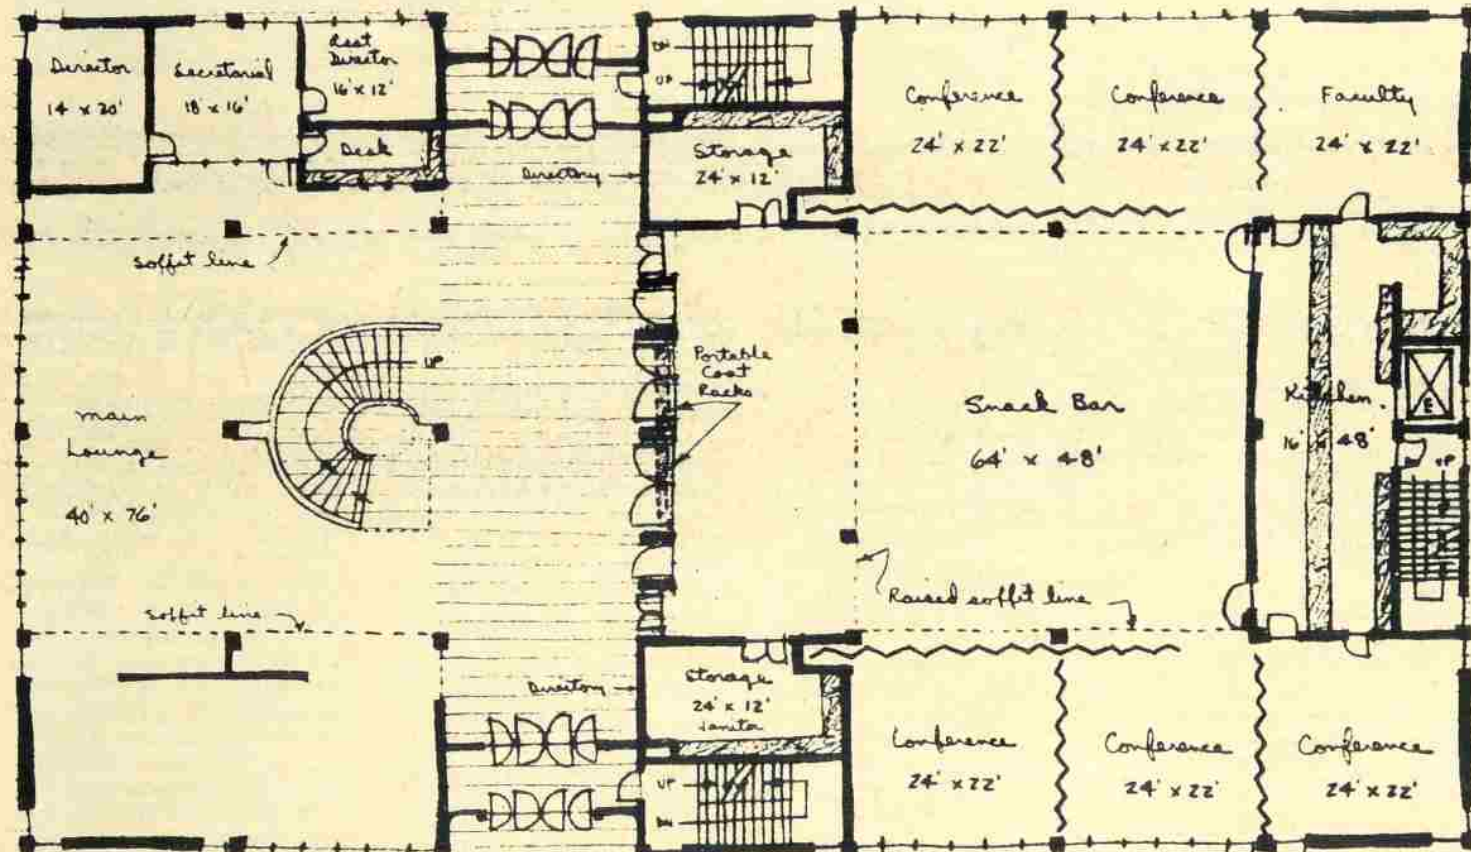 Director
14 x 20'
Secretarial
18 x 16'
Asst
Director
16' x 12'
Desk
DN
UP
Storage
24' x 12'
Directory
Conference
24' x 22'
Conference
24' x 22'
Faculty
24' x 22'
Soffit line
UP
Main
Lounge
40' x 76'
Portable
Coat
Racks
Snack Bar
64' x 48'
Kitchen
16' x 48'
E
UP
Soffit line
Raised soffit line
Directory
Storage
24' x 12'
Janitor
UP
DN
Conference
24' x 22'
Conference
24' x 22'
Conference
24' x 22'